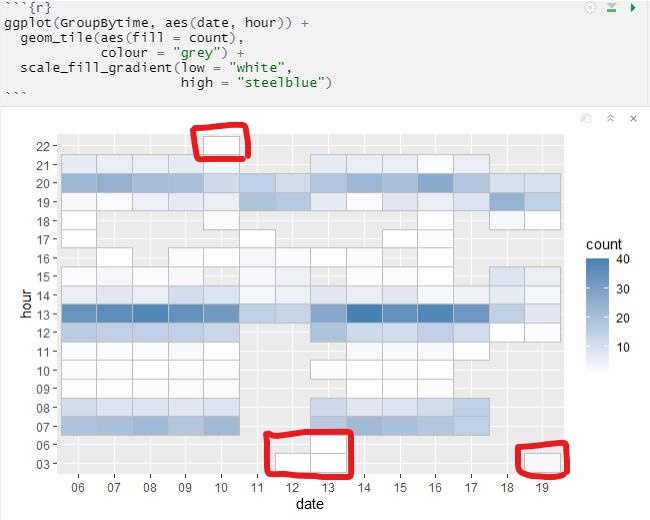 ```{r}
ggplot(GroupBytime, aes(date, hour)) +
  geom_tile(aes(fill = count),
            colour = "grey") +
  scale_fill_gradient(low = "white",
                      high = "steelblue")
```
22
21
20
19
18
17
16
15
14
13
12
11
10
09
08
07
06
03
hour
06 07 08 09 10 11 12 13 14 15 16 17 18 19
date
count
40
30
20
10